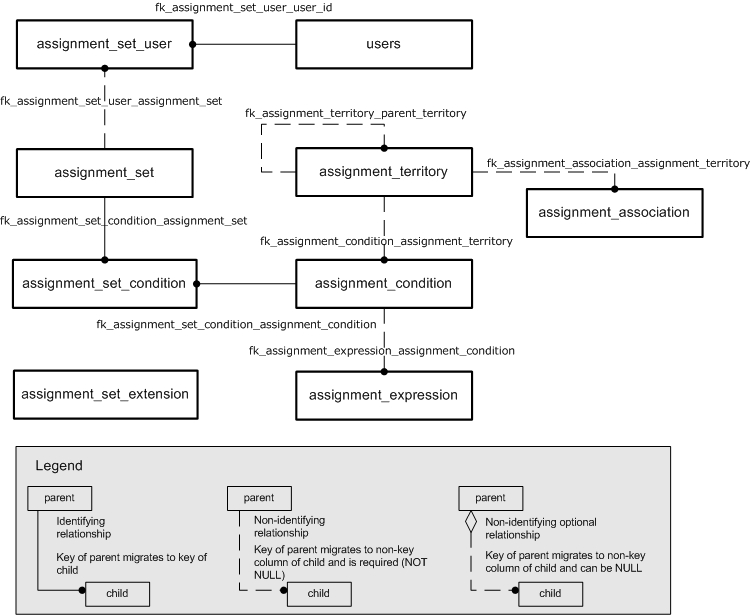 fk_assignment_set_user_user_id
assignment_set_user
users
fk_assignment_set_user_assignment_set
fk_assignment_territory_parent_territory
assignment_set
assignment_territory
fk_assignment_association_assignment_territory
assignment_association
fk_assignment_set_condition_assignment_set
fk_assignment_condition_assignment_territory
assignment_set_condition
assignment_condition
fk_assignment_set_condition_assignment_condition
fk_assignment_expression_assignment_condition
assignment_set_extension
assignment_expression
Legend
parent
Identifying
relationship
Key of parent migrates to key of
child
child
parent
Non-identifying
relationship
Key of parent migrates to non-key
column of child and is required (NOT
NULL)
child
parent
Non-identifying optional
relationship
Key of parent migrates to non-key
column of child and can be NULL
child